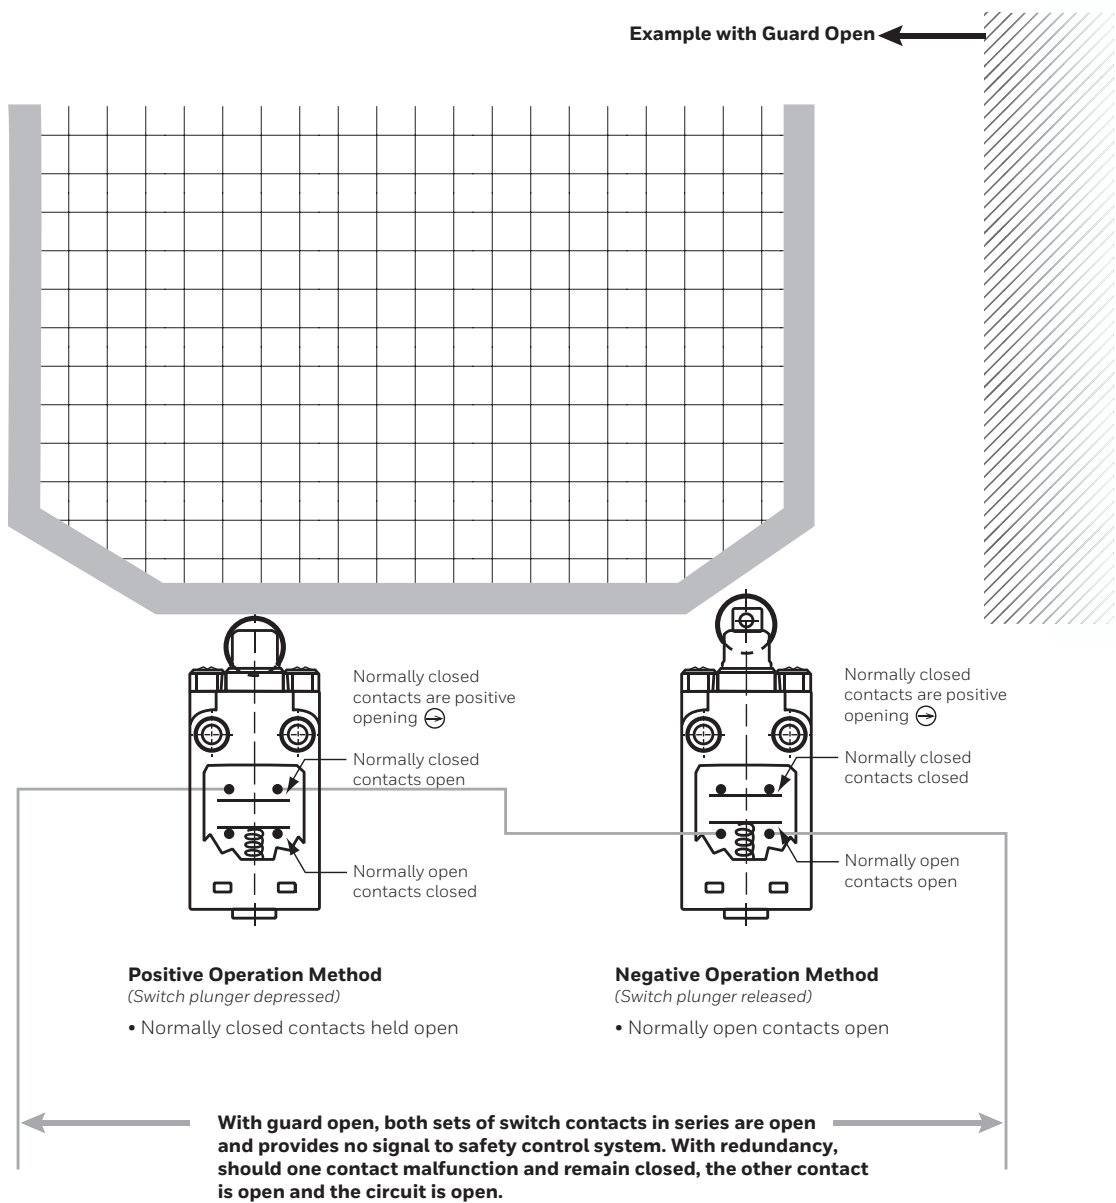 Example with Guard Open
Normally closed
contacts are positive
opening
Normally closed
contacts open
Normally open
contacts closed
Normally closed
contacts are positive
opening
Normally closed
contacts closed
Normally open
contacts open
Positive Operation Method
(Switch plunger depressed)
• Normally closed contacts held open
Negative Operation Method
(Switch plunger released)
• Normally open contacts open
With guard open, both sets of switch contacts in series are open
and provides no signal to safety control system. With redundancy,
should one contact malfunction and remain closed, the other contact
is open and the circuit is open.